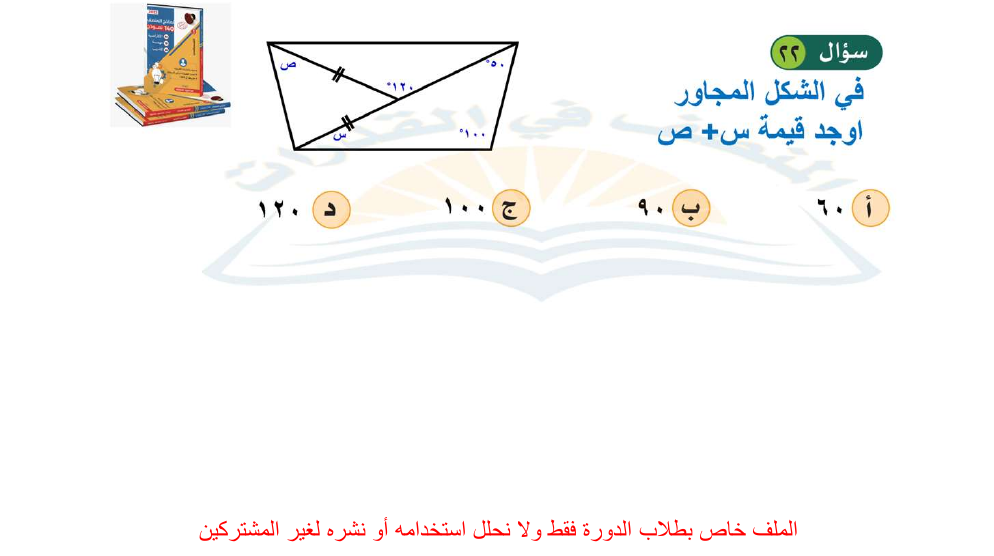 سؤال ٢٢
في الشكل المجاور
اوجد قيمة س+ ص
ص
١٢٠°
٥٠°
س
١٠٠°
أ ٦٠
ب ٩٠
ج ١٠٠
د ١٢٠
الملف خاص بطلاب الدورة فقط ولا نحلل استخدامه أو نشره لغير المشتركين